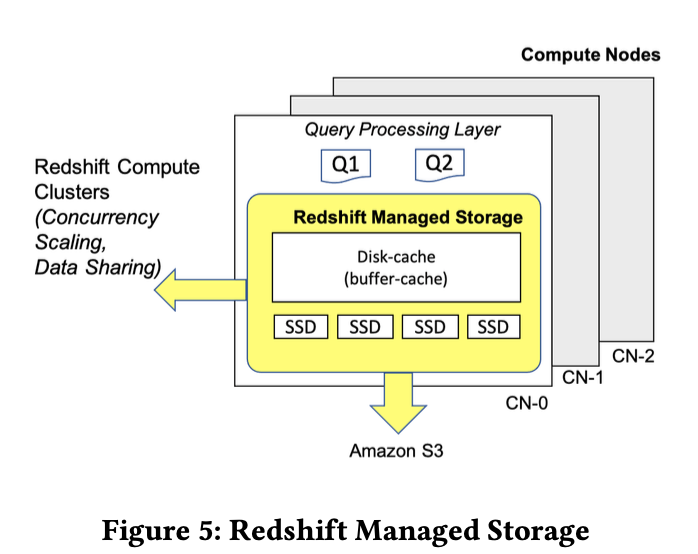 Compute Nodes
Query Processing Layer
Q1 Q2
Redshift Compute
Clusters
(Concurrency
Scaling,
Data Sharing)
Redshift Managed Storage
Disk-cache
(buffer-cache)
SSD SSD SSD SSD
CN-2
CN-1
CN-0
Amazon S3
Figure 5: Redshift Managed Storage